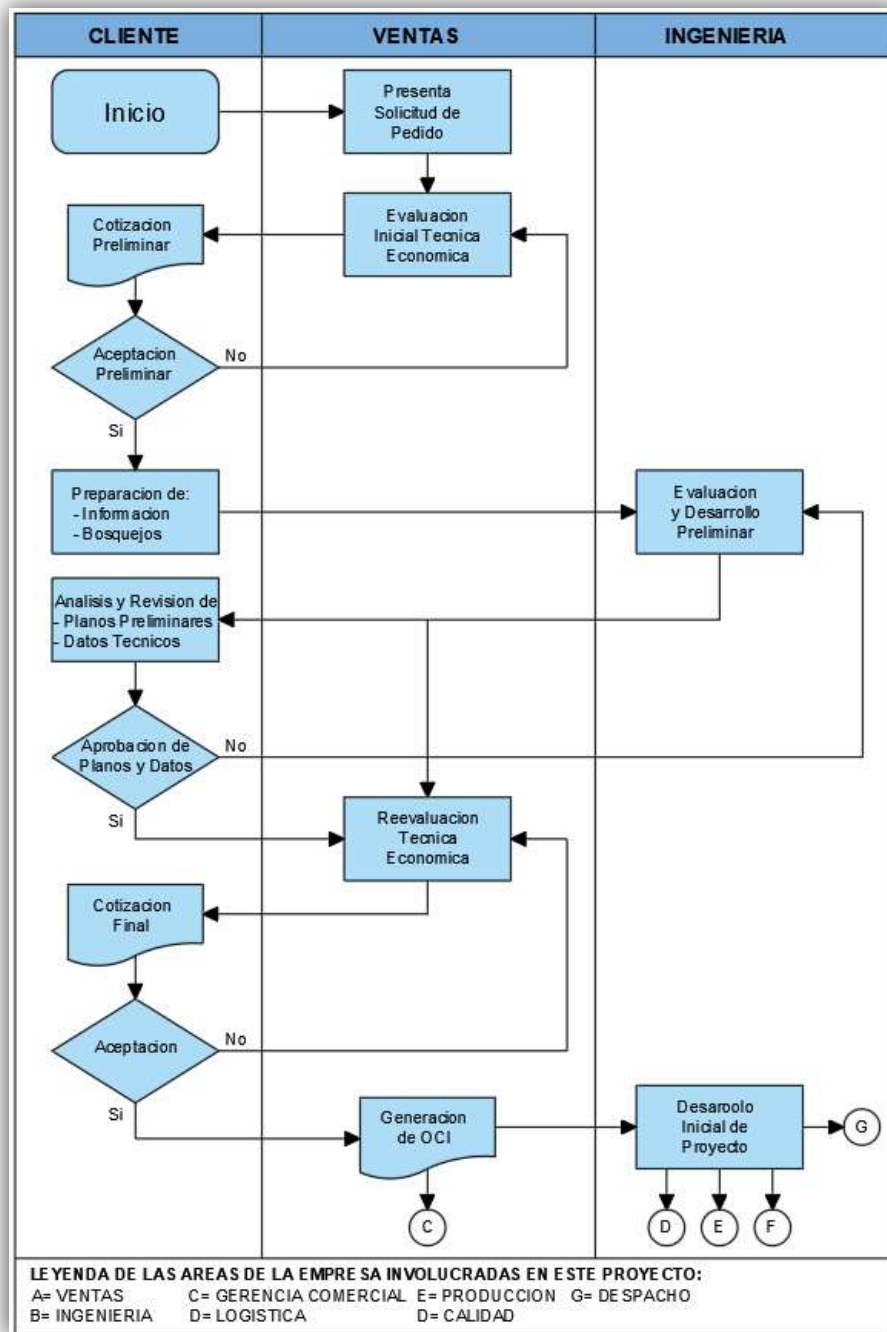 CLIENTE VENTAS INGENIERIA
Inicio
Presenta
Solicitud de
Pedido
Evaluacion
Inicial Tecnica
Economica
Cotizacion
Preliminar
Aceptacion
Preliminar
No
Si
Preparacion de:
- Informacion
- Bosquejos
Evaluacion
y Desarrollo
Preliminar
Analisis y Revision de
- Planos Preliminares
- Datos Tecnicos
Aprobacion de
Planos y Datos
No
Si
Reevaluacion
Tecnica
Economica
Cotizacion
Final
Aceptacion
No
Si
Generacion
de OCI
Desaroolo
Inicial de
Proyecto
G
C
D
E
F
LEYENDA DE LAS AREAS DE LA EMPRESA INVOLUCRADAS EN ESTE PROYECTO:
A= VENTAS C= GERENCIA COMERCIAL E= PRODUCCION G= DESPACHO
B= INGENIERIA D= LOGISTICA D= CALIDAD